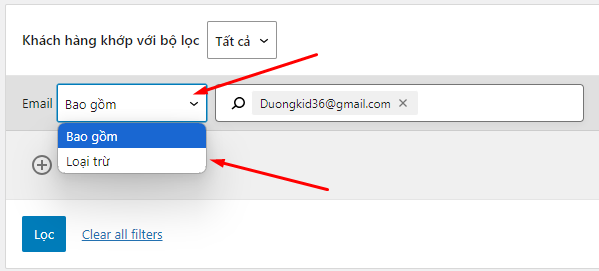 Khách hàng khớp với bộ lọc Tất cả
Email Bao gồm Duongkid36@gmail.com ×
Bao gồm
Loại trừ
Lọc Clear all filters